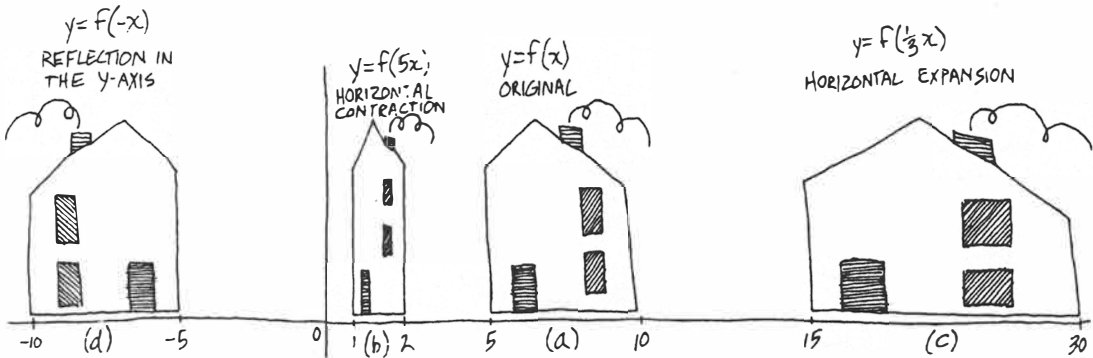 y=f(-x)
REFLECTION IN
THE Y-AXIS
y=f(5x;
HORIZONTAL
CONTRACTION
y=f(x)
ORIGINAL
y=f(1/3 x)
HORIZONTAL EXPANSION
-10 (d) -5 0 1 (b) 2 5 (a) 10 15 (c) 30